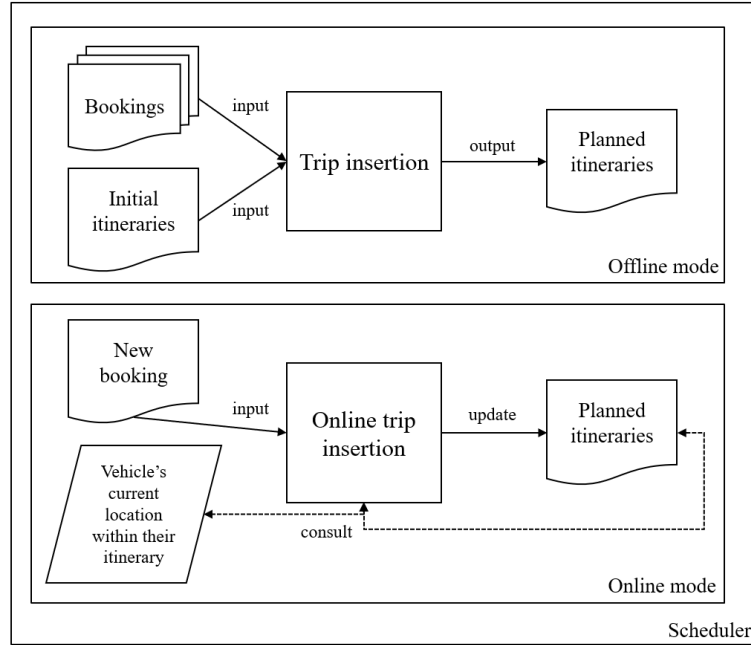 Bookings
input
Trip insertion
output
Planned
itineraries
Initial
itineraries
input
Offline mode
New
booking
input
Online trip
insertion
update
Planned
itineraries
Vehicle's
current
location
within their
itinerary
consult
Online mode
Scheduler